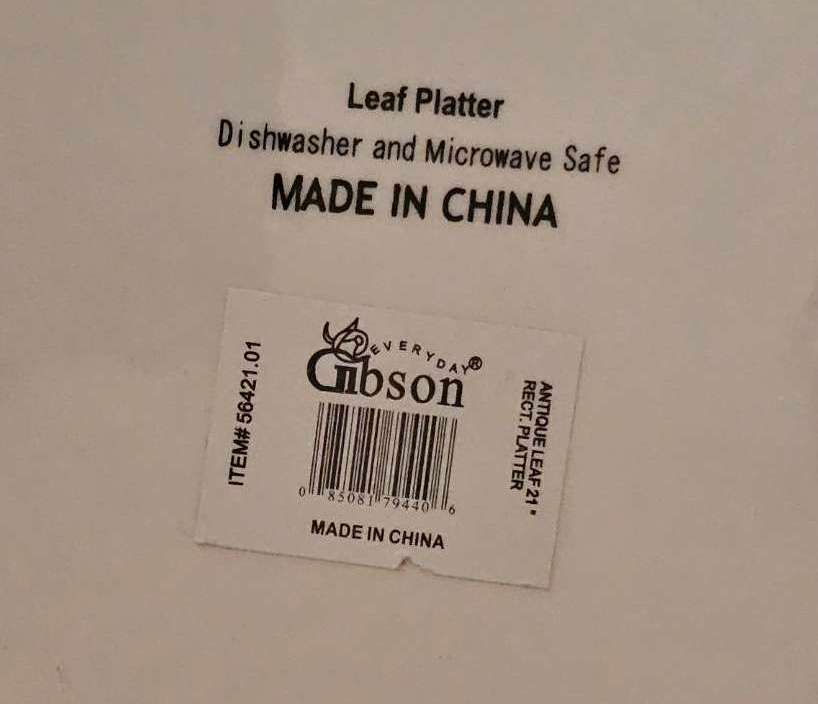 Leaf Platter
Dishwasher and Microwave Safe
MADE IN CHINA
ITEM# 56421.01
EVERYDAY®
Gibson
0 85081 79440 6
MADE IN CHINA
ANTIQUE LEAF 21"
RECT. PLATTER